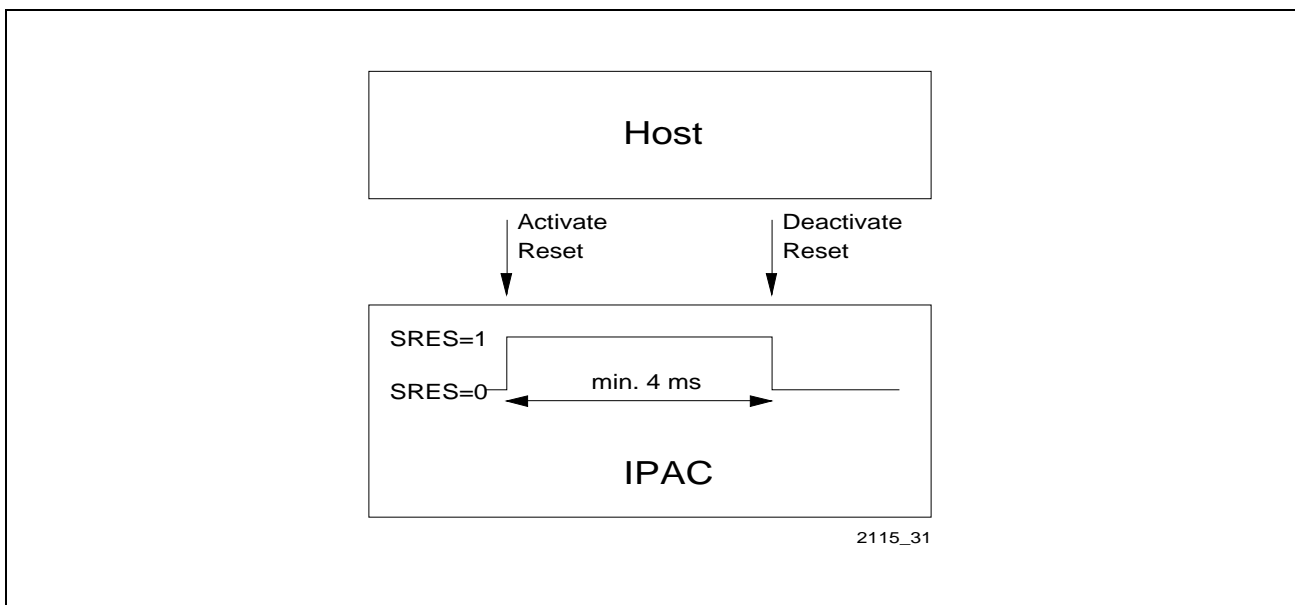 Host
Activate
Reset
Deactivate
Reset
SRES=1
SRES=0
min. 4 ms
IPAC
2115_31